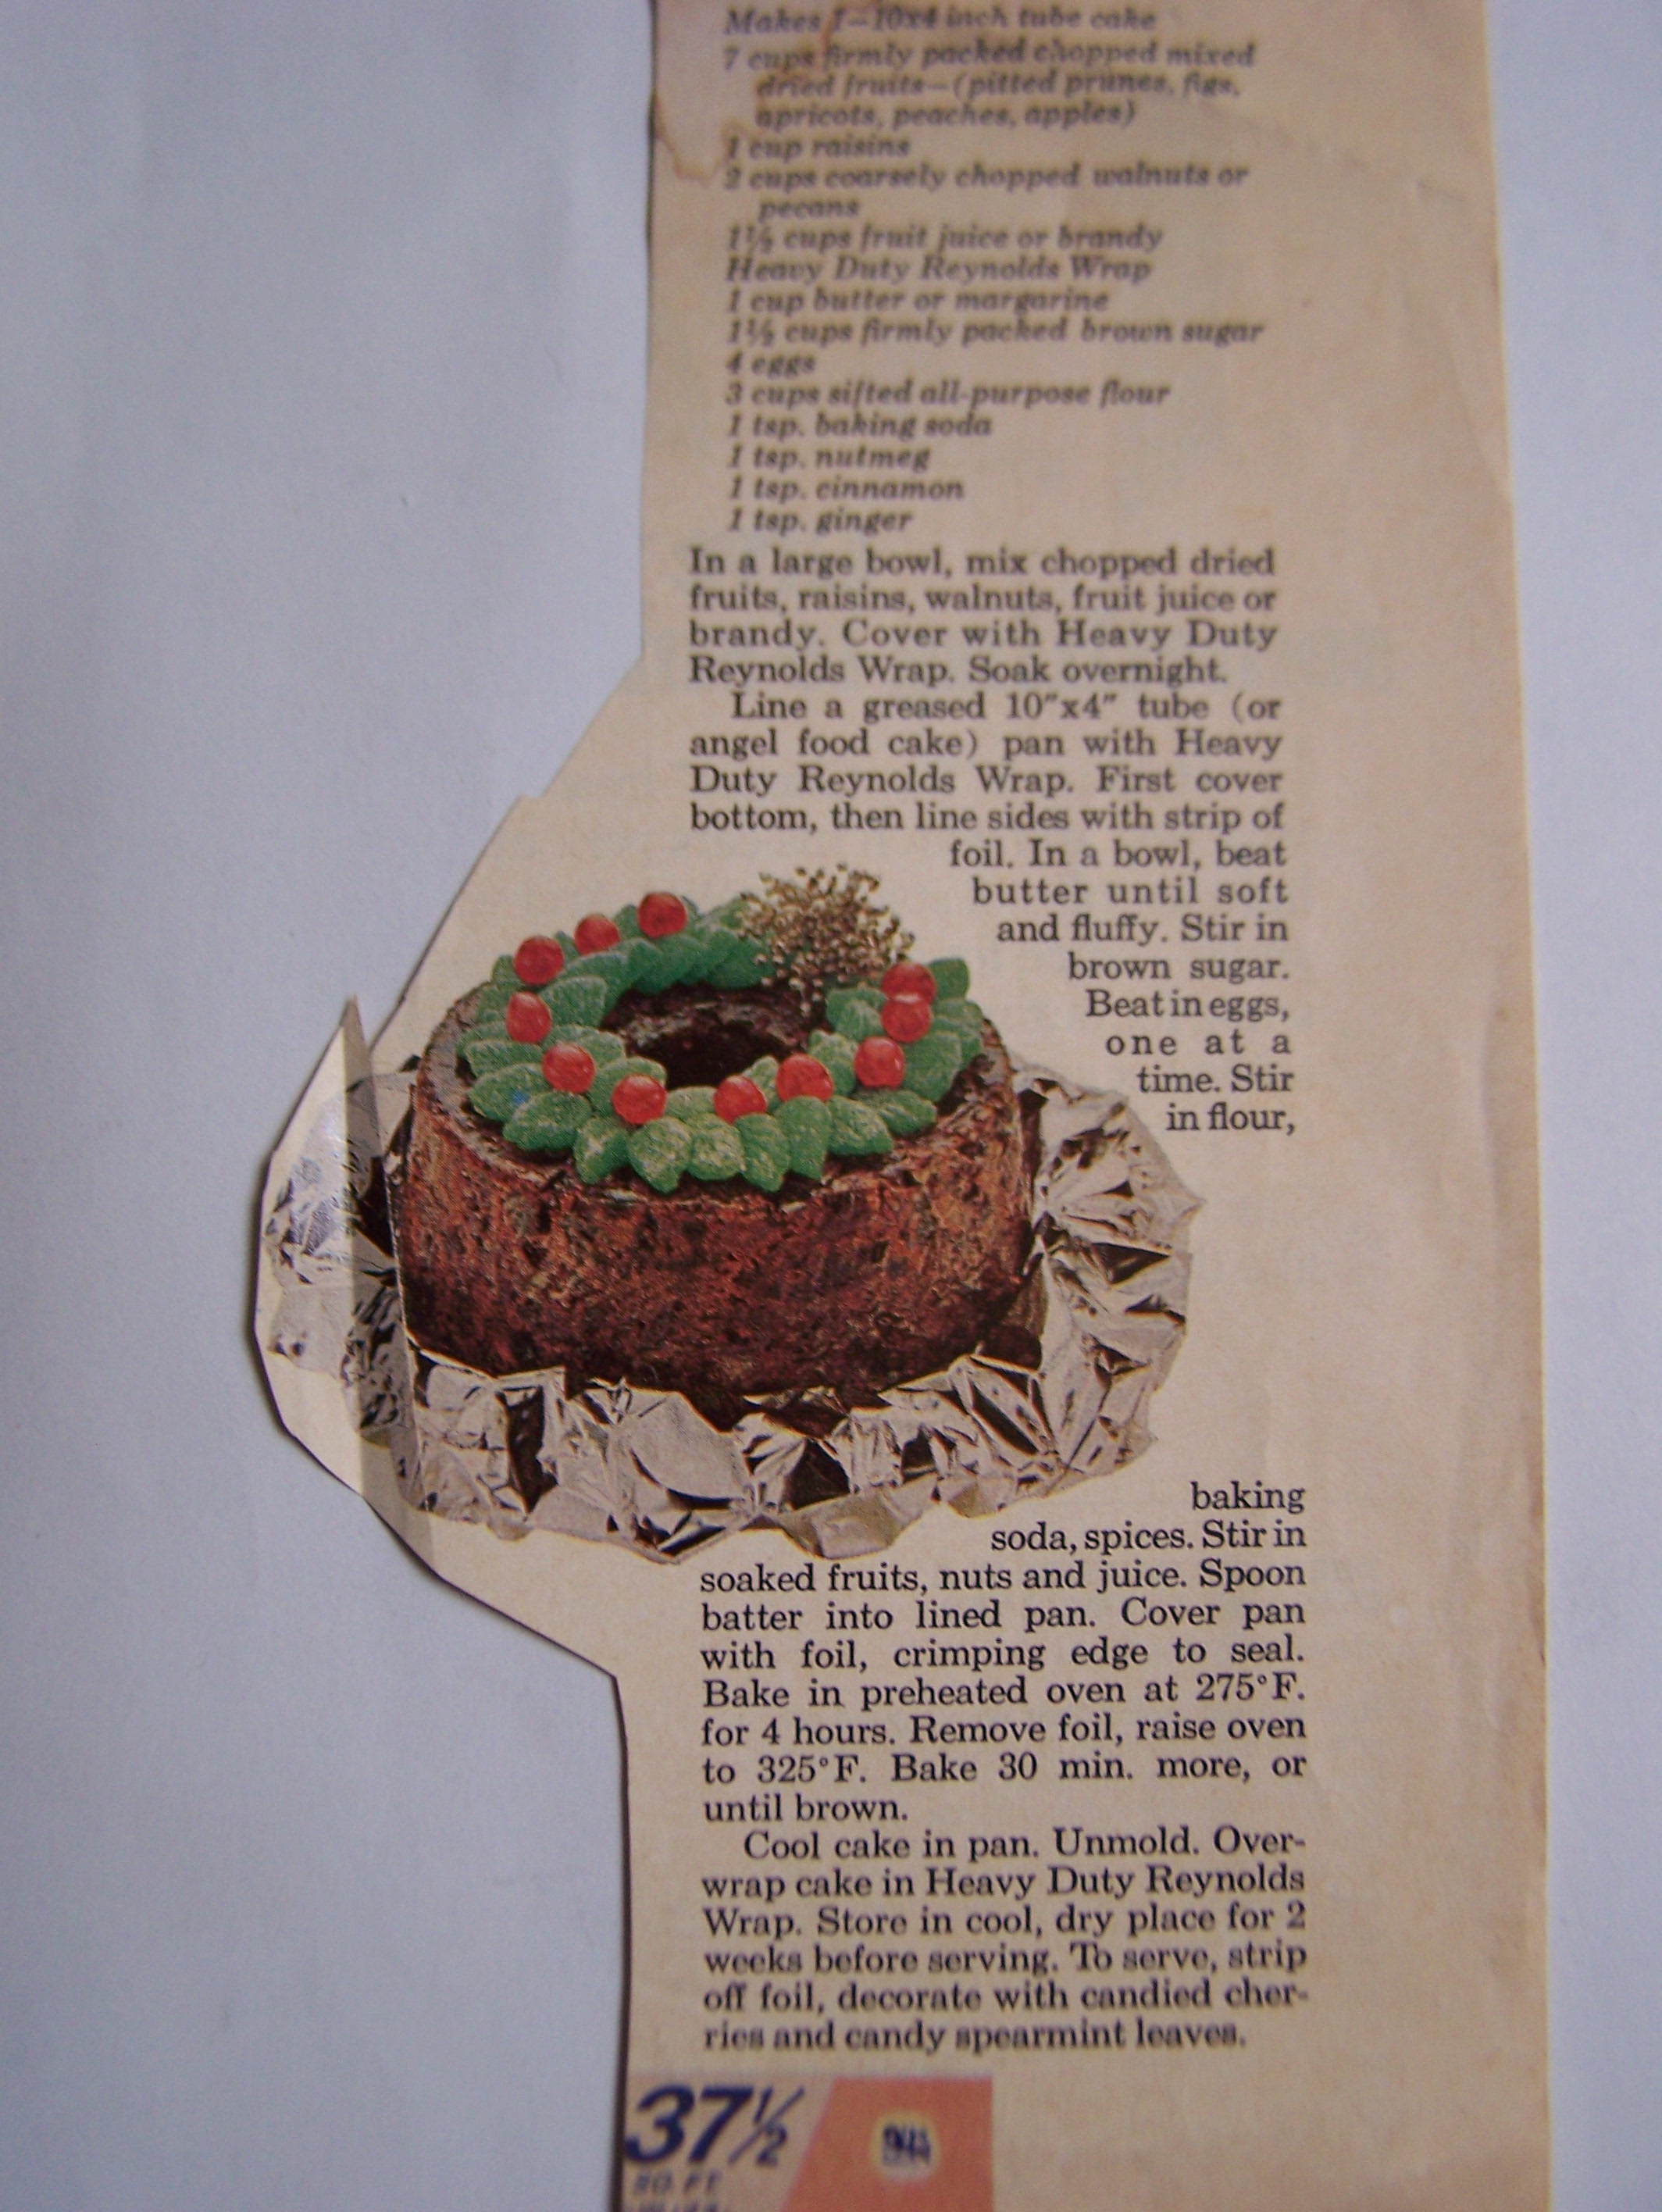 Makes 1—10x4 inch tube cake
7 cups firmly packed chopped mixed
dried fruits—(pitted prunes, figs,
apricots, peaches, apples)
1 cup raisins
2 cups coarsely chopped walnuts or
pecans
1½ cups fruit juice or brandy
Heavy Duty Reynolds Wrap
1 cup butter or margarine
1½ cups firmly packed brown sugar
4 eggs
3 cups sifted all-purpose flour
1 tsp. baking soda
1 tsp. nutmeg
1 tsp. cinnamon
1 tsp. ginger
In a large bowl, mix chopped dried
fruits, raisins, walnuts, fruit juice or
brandy. Cover with Heavy Duty
Reynolds Wrap. Soak overnight.
Line a greased 10″x4″ tube (or
angel food cake) pan with Heavy
Duty Reynolds Wrap. First cover
bottom, then line sides with strip of
foil. In a bowl, beat
butter until soft
and fluffy. Stir in
brown sugar.
Beat in eggs,
one at a
time. Stir
in flour,
baking
soda, spices. Stir in
soaked fruits, nuts and juice. Spoon
batter into lined pan. Cover pan
with foil, crimping edge to seal.
Bake in preheated oven at 275°F.
for 4 hours. Remove foil, raise oven
to 325°F. Bake 30 min. more, or
until brown.
Cool cake in pan. Unmold. Over-
wrap cake in Heavy Duty Reynolds
Wrap. Store in cool, dry place for 2
weeks before serving. To serve, strip
off foil, decorate with candied cher-
ries and candy spearmint leaves.
37½
SQ. FT.